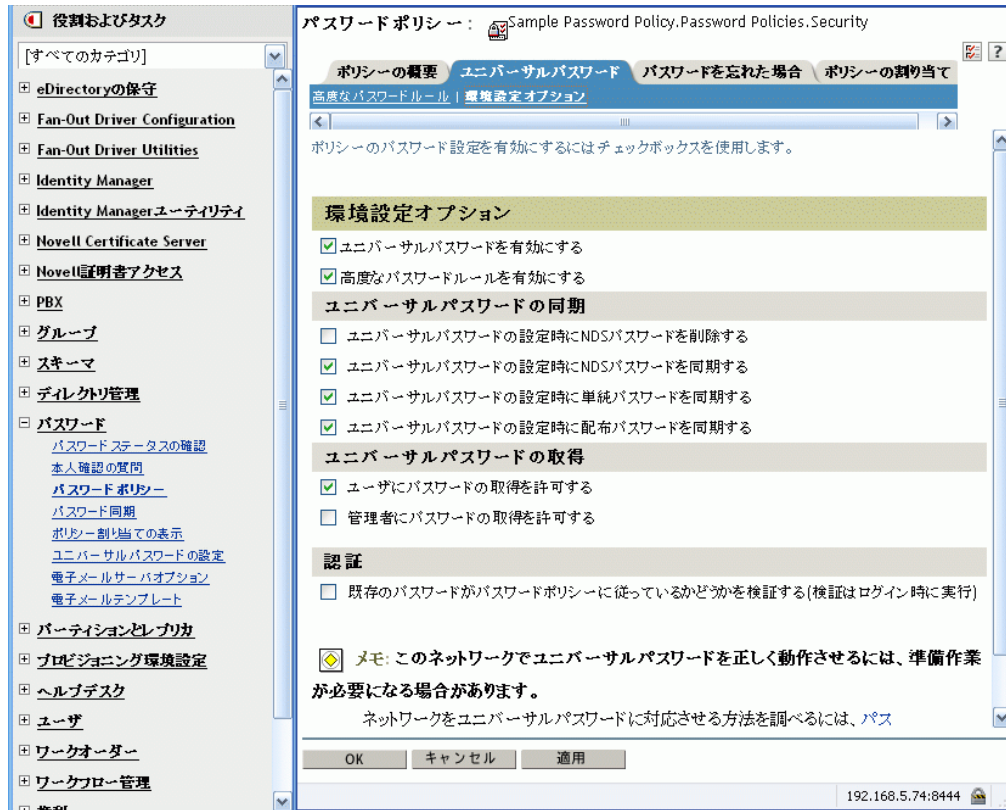 役割およびタスク
[すべてのカテゴリ]
eDirectoryの保守
Fan-Out Driver Configuration
Fan-Out Driver Utilities
Identity Manager
Identity Managerユーティリティ
Novell Certificate Server
Novell証明書アクセス
PBX
グループ
スキーマ
ディレクトリ管理
パスワード
パスワードステータスの確認
本人確認の質問
パスワードポリシー
パスワード同期
ポリシー割り当ての表示
ユニバーサルパスワードの設定
電子メールサーバオプション
電子メールテンプレート
パーティションとレプリカ
プロビジョニング環境設定
ヘルプデスク
ユーザ
ワークオーダー
ワークフロー管理
パスワードポリシー: Sample Password Policy.Password Policies.Security
?
ポリシーの概要 ユニバーサルパスワード パスワードを忘れた場合 ポリシーの割り当て
高度なパスワードルール | 環境設定オプション
ポリシーのパスワード設定を有効にするにはチェックボックスを使用します。
環境設定オプション
ユニバーサルパスワードを有効にする
高度なパスワードルールを有効にする
ユニバーサルパスワードの同期
ユニバーサルパスワードの設定時にNDSパスワードを削除する
ユニバーサルパスワードの設定時にNDSパスワードを同期する
ユニバーサルパスワードの設定時に単純パスワードを同期する
ユニバーサルパスワードの設定時に配布パスワードを同期する
ユニバーサルパスワードの取得
ユーザにパスワードの取得を許可する
管理者にパスワードの取得を許可する
認証
既存のパスワードがパスワードポリシーに従っているかどうかを検証する(検証はログイン時に実行)
メモ: このネットワークでユニバーサルパスワードを正しく動作させるには、準備作業
が必要になる場合があります。
ネットワークをユニバーサルパスワードに対応させる方法を調べるには、パス
OK キャンセル 適用
192.168.5.74:8444